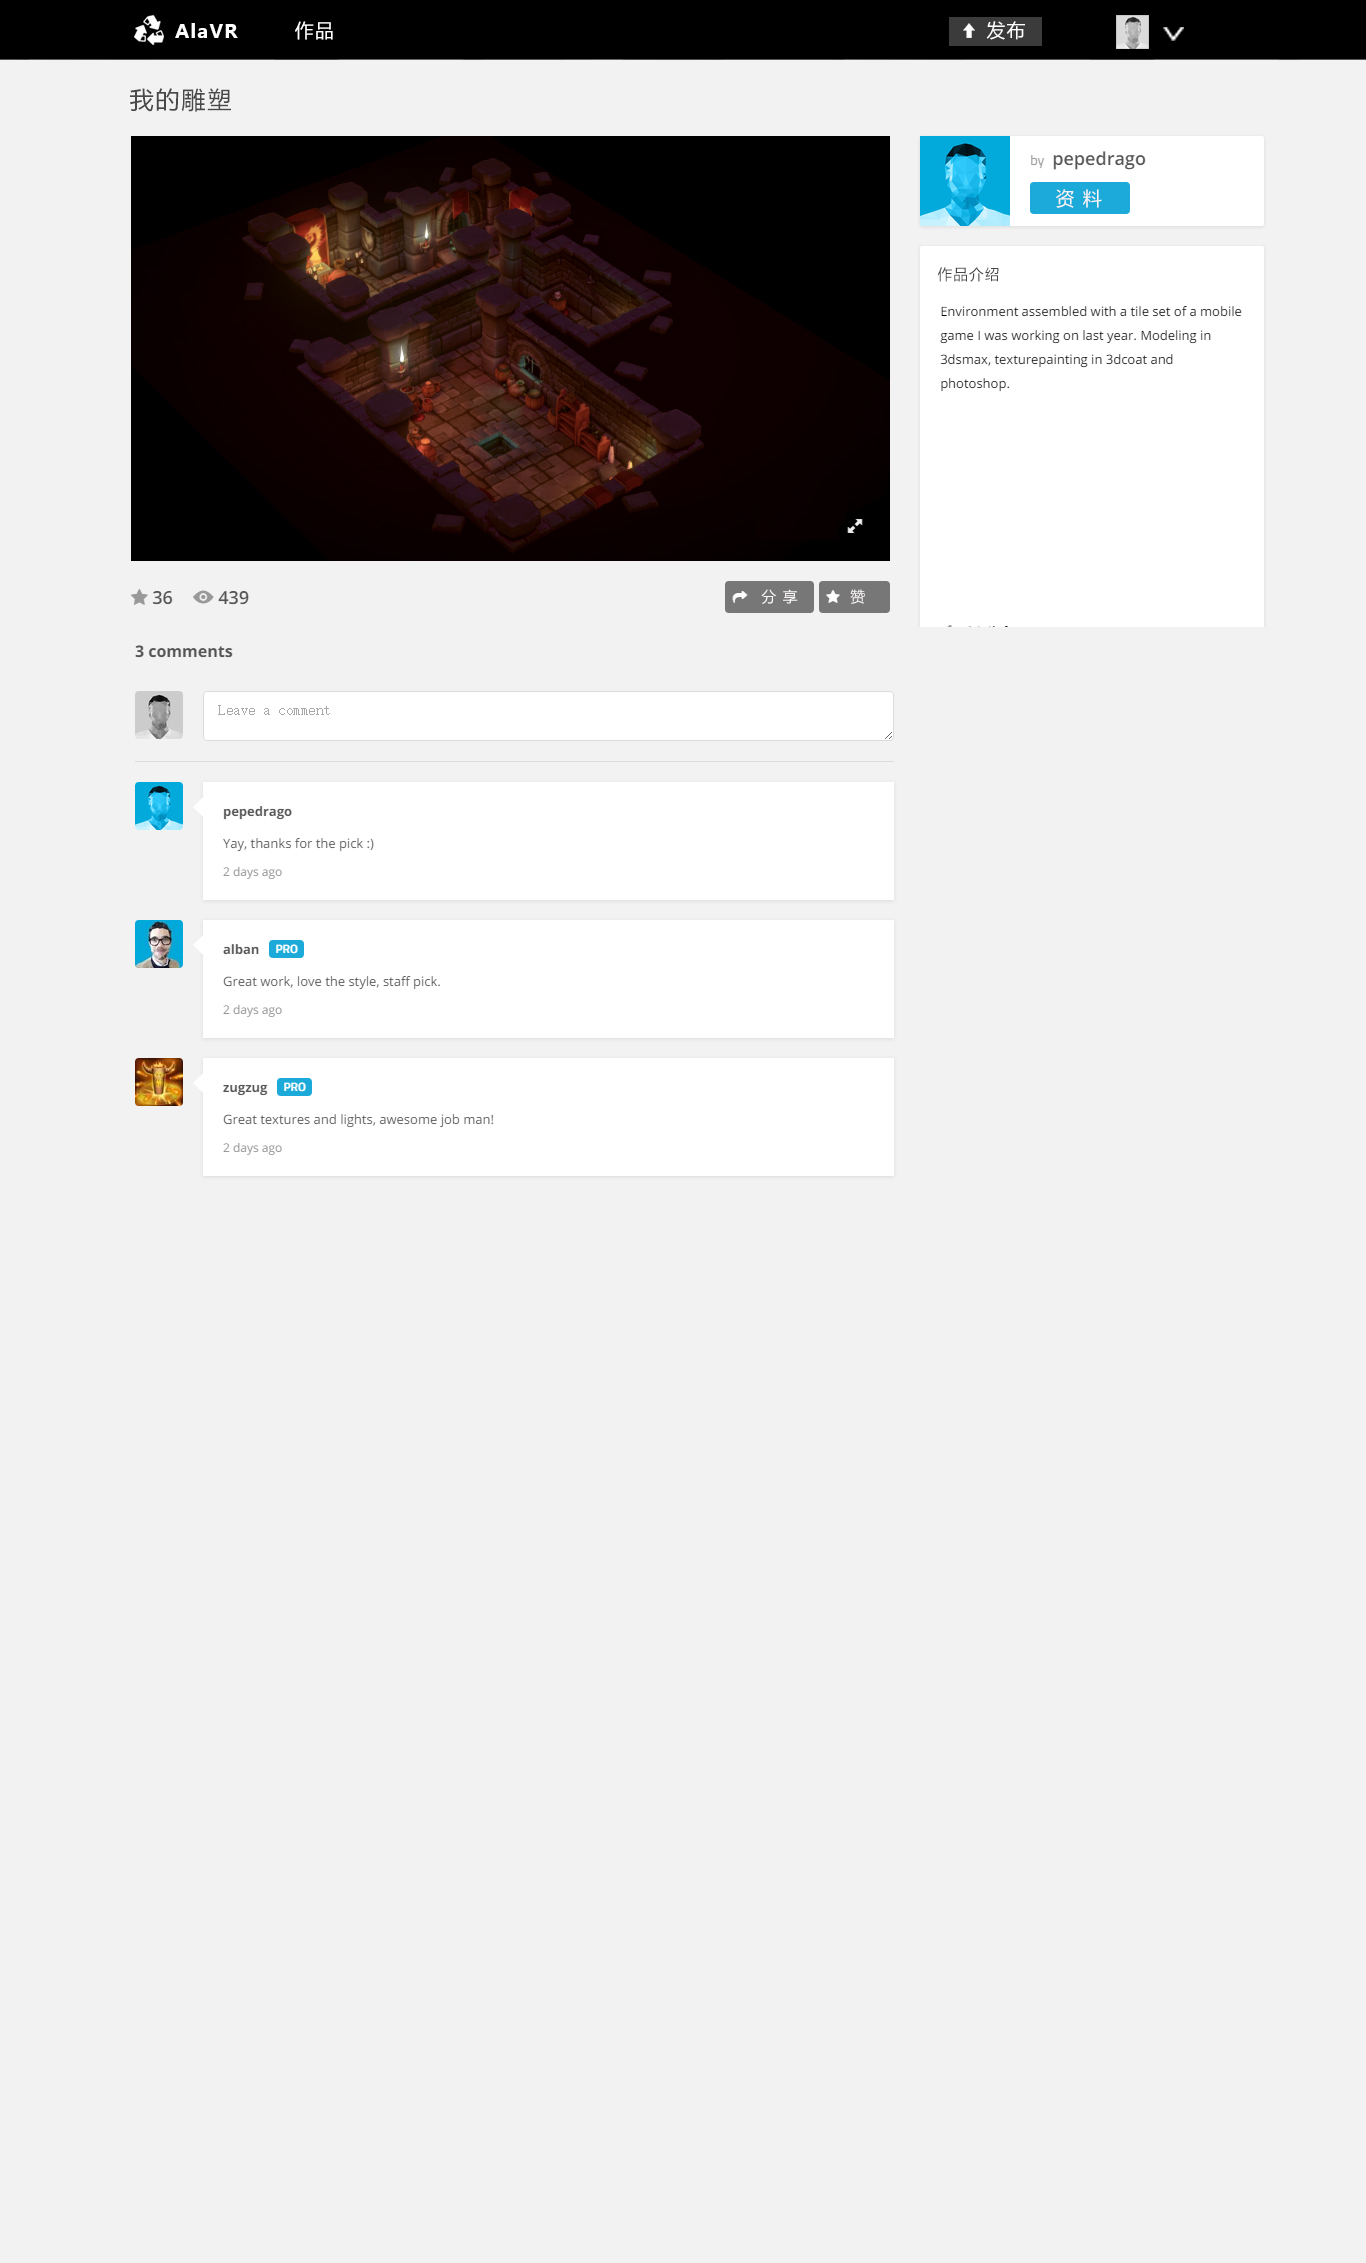 AlaVR
作品
发布
我的雕塑
by pepedrago
资 料
作品介绍
Environment assembled with a tile set of a mobile
game I was working on last year. Modeling in
3dsmax, texturepainting in 3dcoat and
photoshop.
36
439
分 享
赞
3 comments
Leave a comment
pepedrago
Yay, thanks for the pick :)
2 days ago
alban PRO
Great work, love the style, staff pick.
2 days ago
zugzug PRO
Great textures and lights, awesome job man!
2 days ago